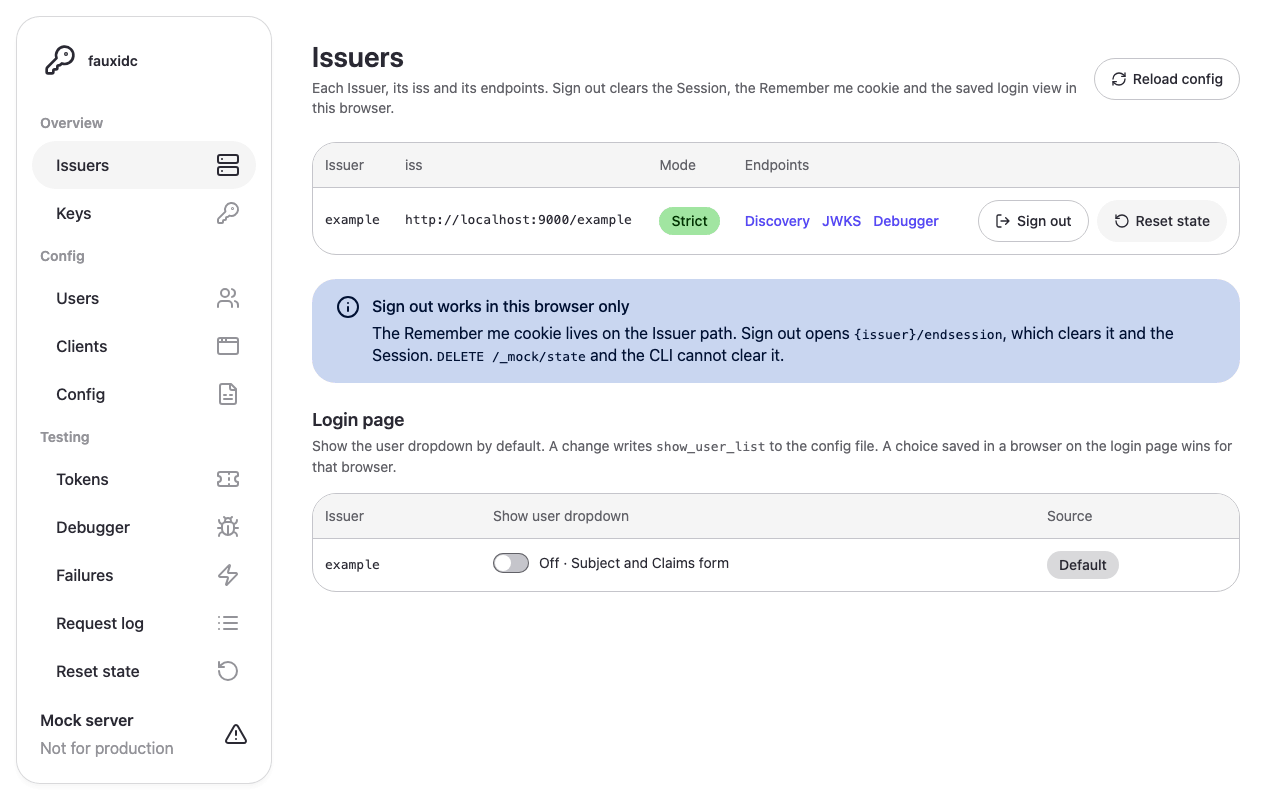 fauxidc
Overview
Issuers
Keys
Config
Users
Clients
Config
Testing
Tokens
Debugger
Failures
Request log
Reset state
Mock server
Not for production
Issuers
Each Issuer, its iss and its endpoints. Sign out clears the Session, the Remember me cookie and the saved login view in
this browser.
Reload config
Issuer iss Mode Endpoints
example http://localhost:9000/example Strict Discovery JWKS Debugger Sign out Reset state
Sign out works in this browser only
The Remember me cookie lives on the Issuer path. Sign out opens {issuer}/endsession, which clears it and the
Session. DELETE /_mock/state and the CLI cannot clear it.
Login page
Show the user dropdown by default. A change writes show_user_list to the config file. A choice saved in a browser on the login page wins for
that browser.
Issuer Show user dropdown Source
example Off · Subject and Claims form Default